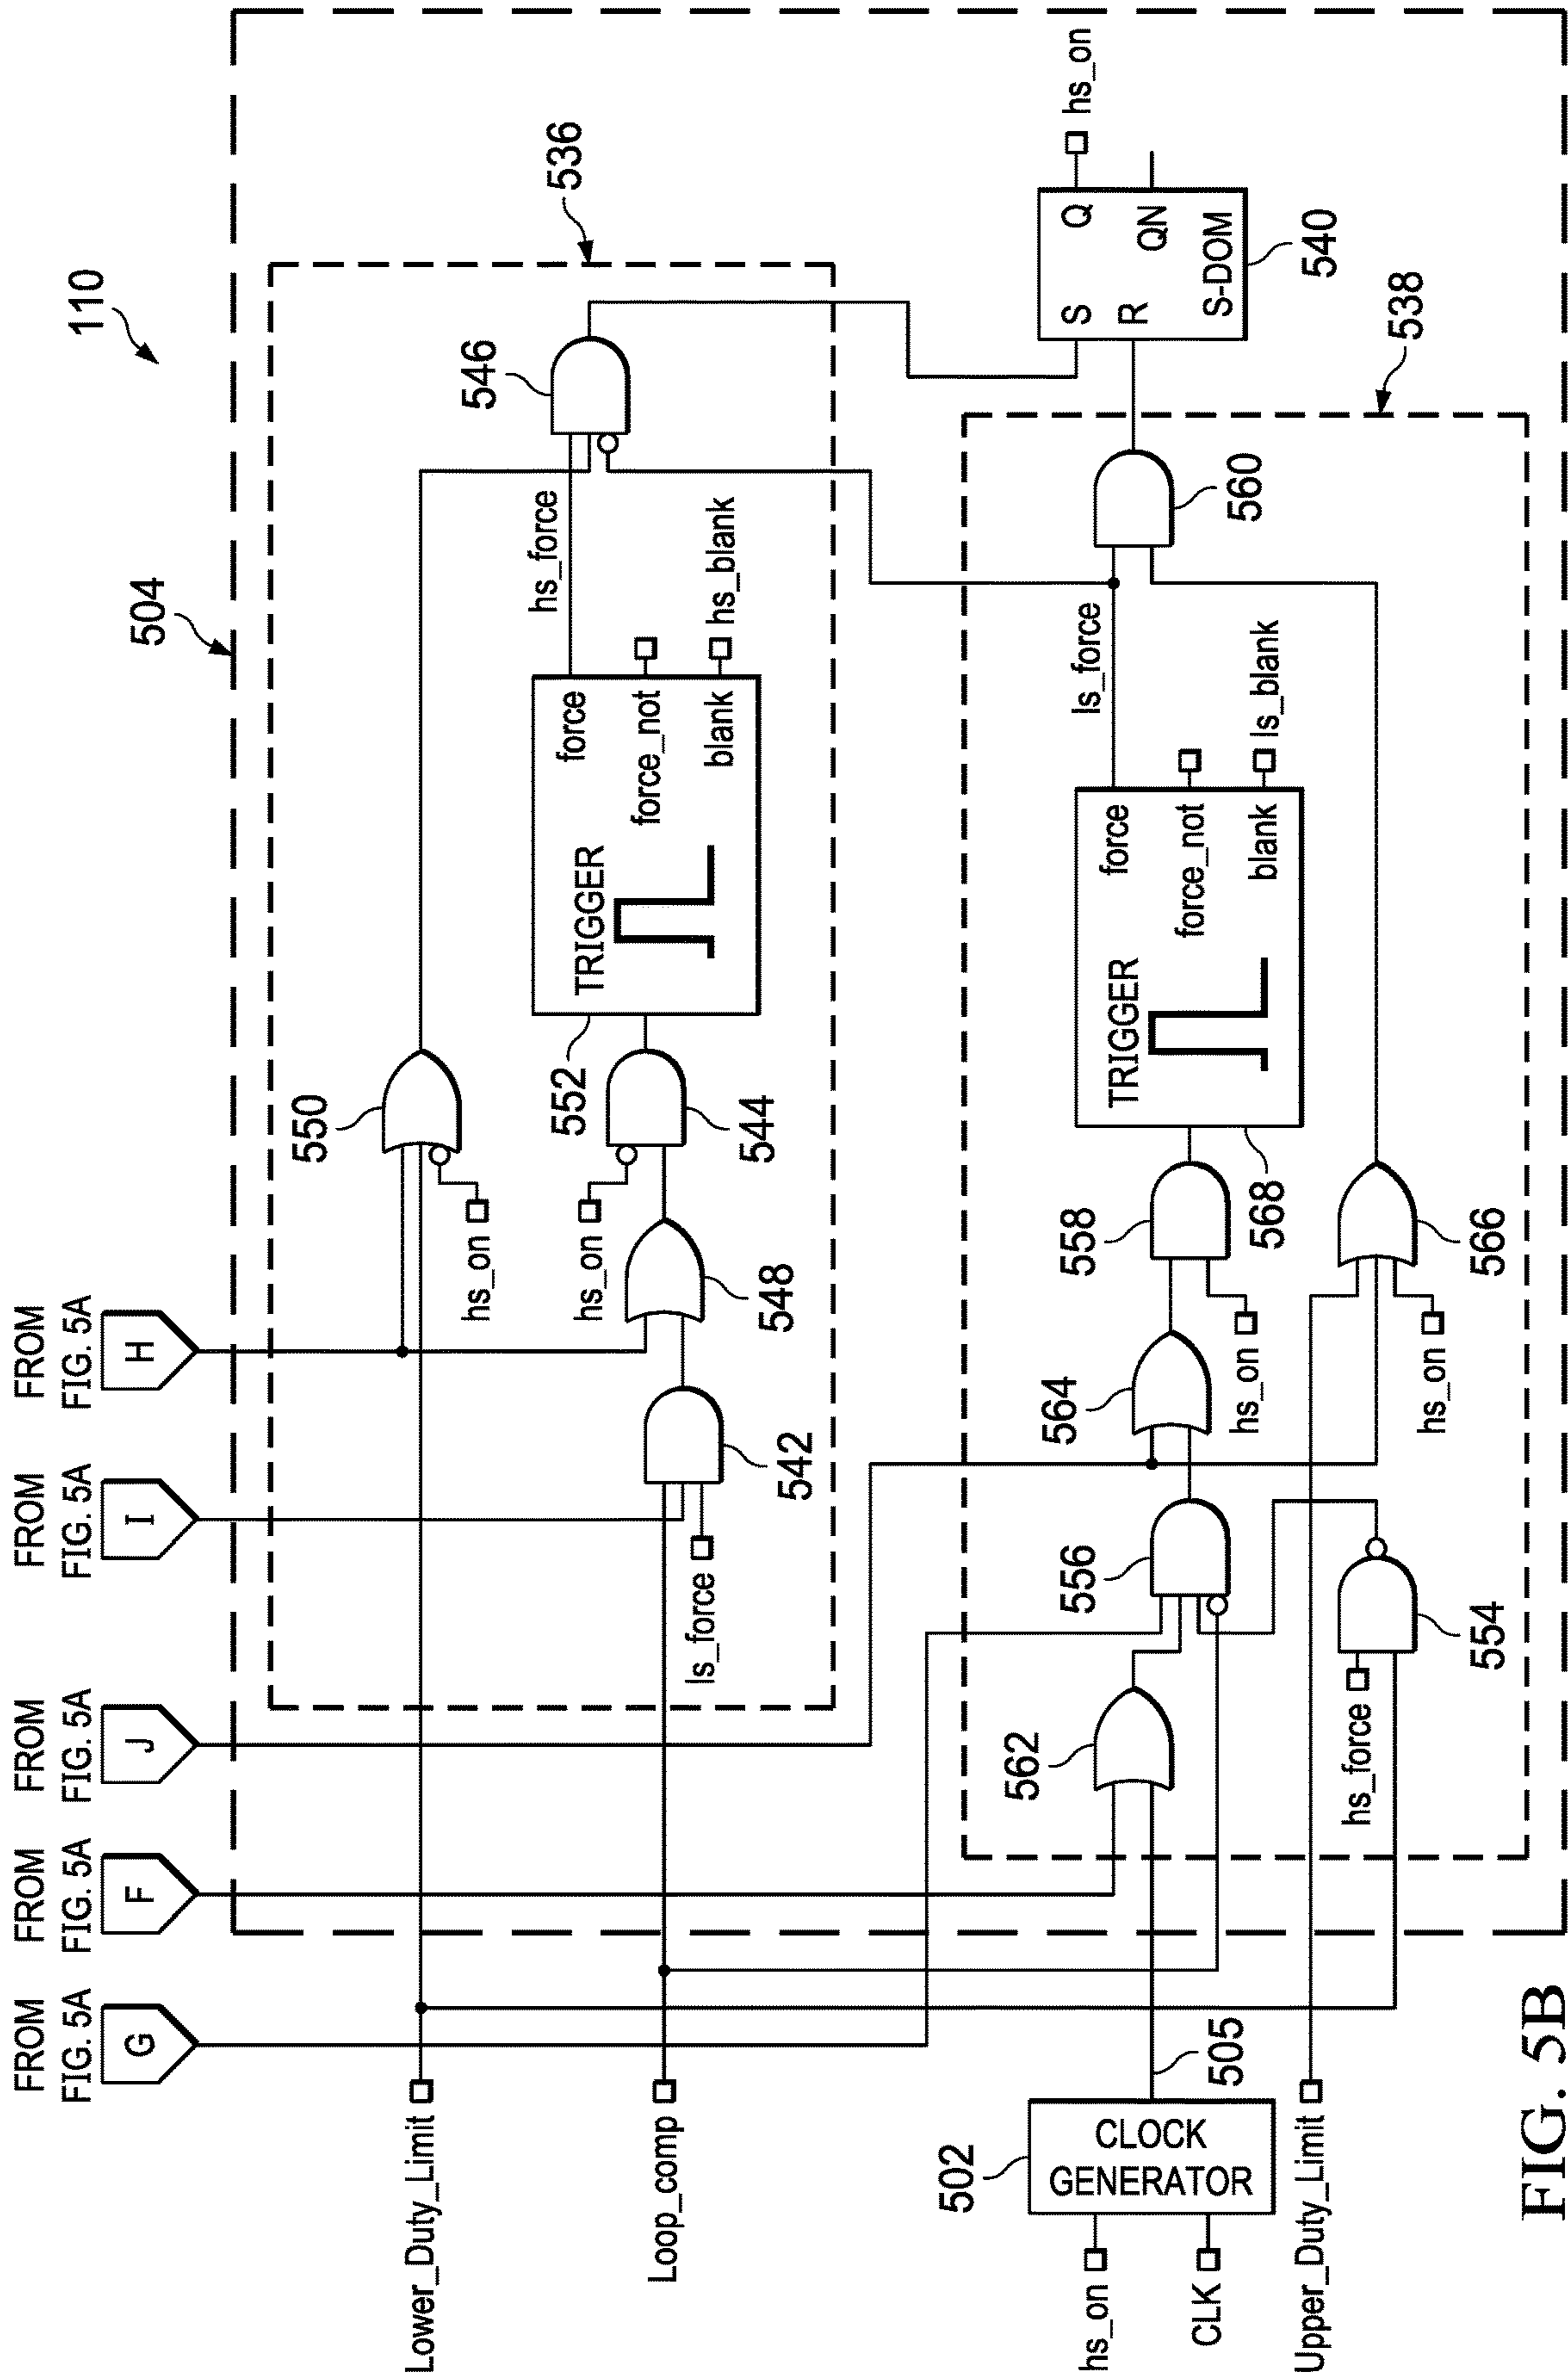 110
504
FROM
FIG. 5A
G
FROM
FIG. 5A
F
FROM
FIG. 5A
J
FROM
FIG. 5A
I
FROM
FIG. 5A
H
536
Lower_Duty_Limit
550
hs_on
546
hs_force
552
TRIGGER
force
force_not
blank
hs_blank
hs_on
544
548
Loop_comp
542
ls_force
hs_on
CLK
502
CLOCK
GENERATOR
505
562
556
564
558
hs_on
TRIGGER
force
force_not
blank
568
ls_force
ls_blank
560
S
R
Q
QN
S-DOM
hs_on
540
538
Upper_Duty_Limit
hs_force
554
hs_on
566
FIG. 5B